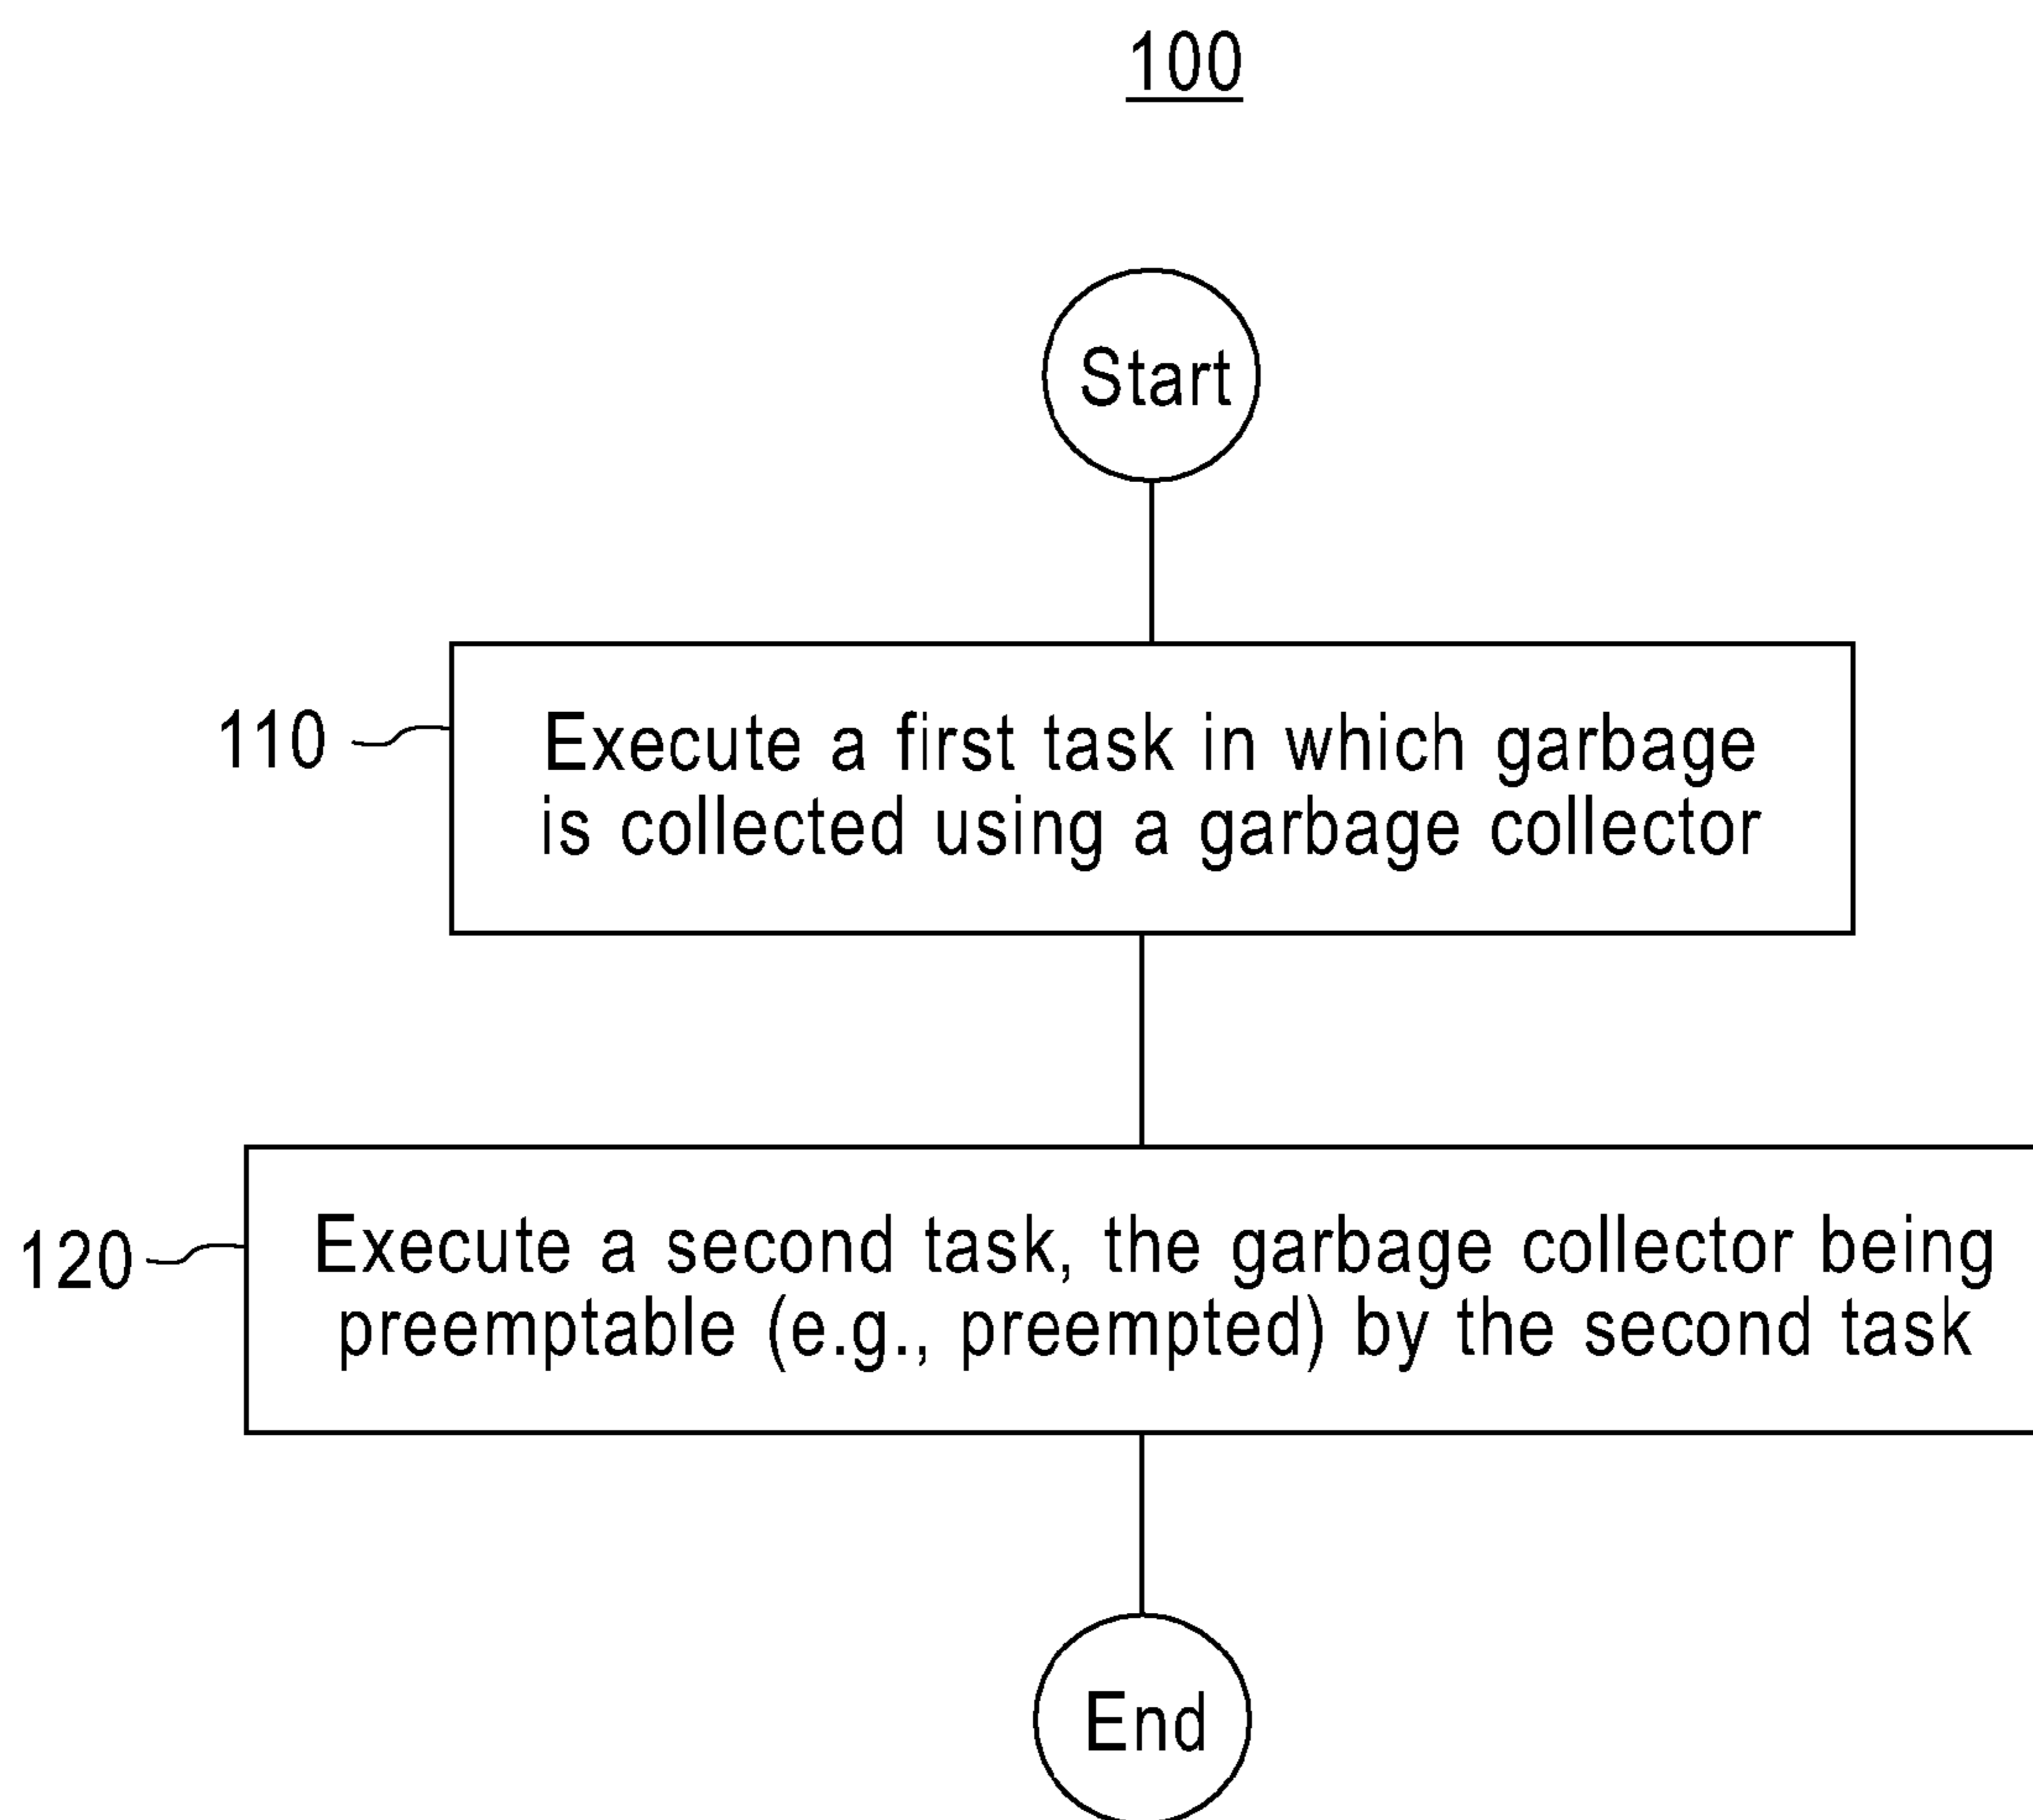 100
Start
110
Execute a first task in which garbage
is collected using a garbage collector
120
Execute a second task, the garbage collector being
preemptable (e.g., preempted) by the second task
End